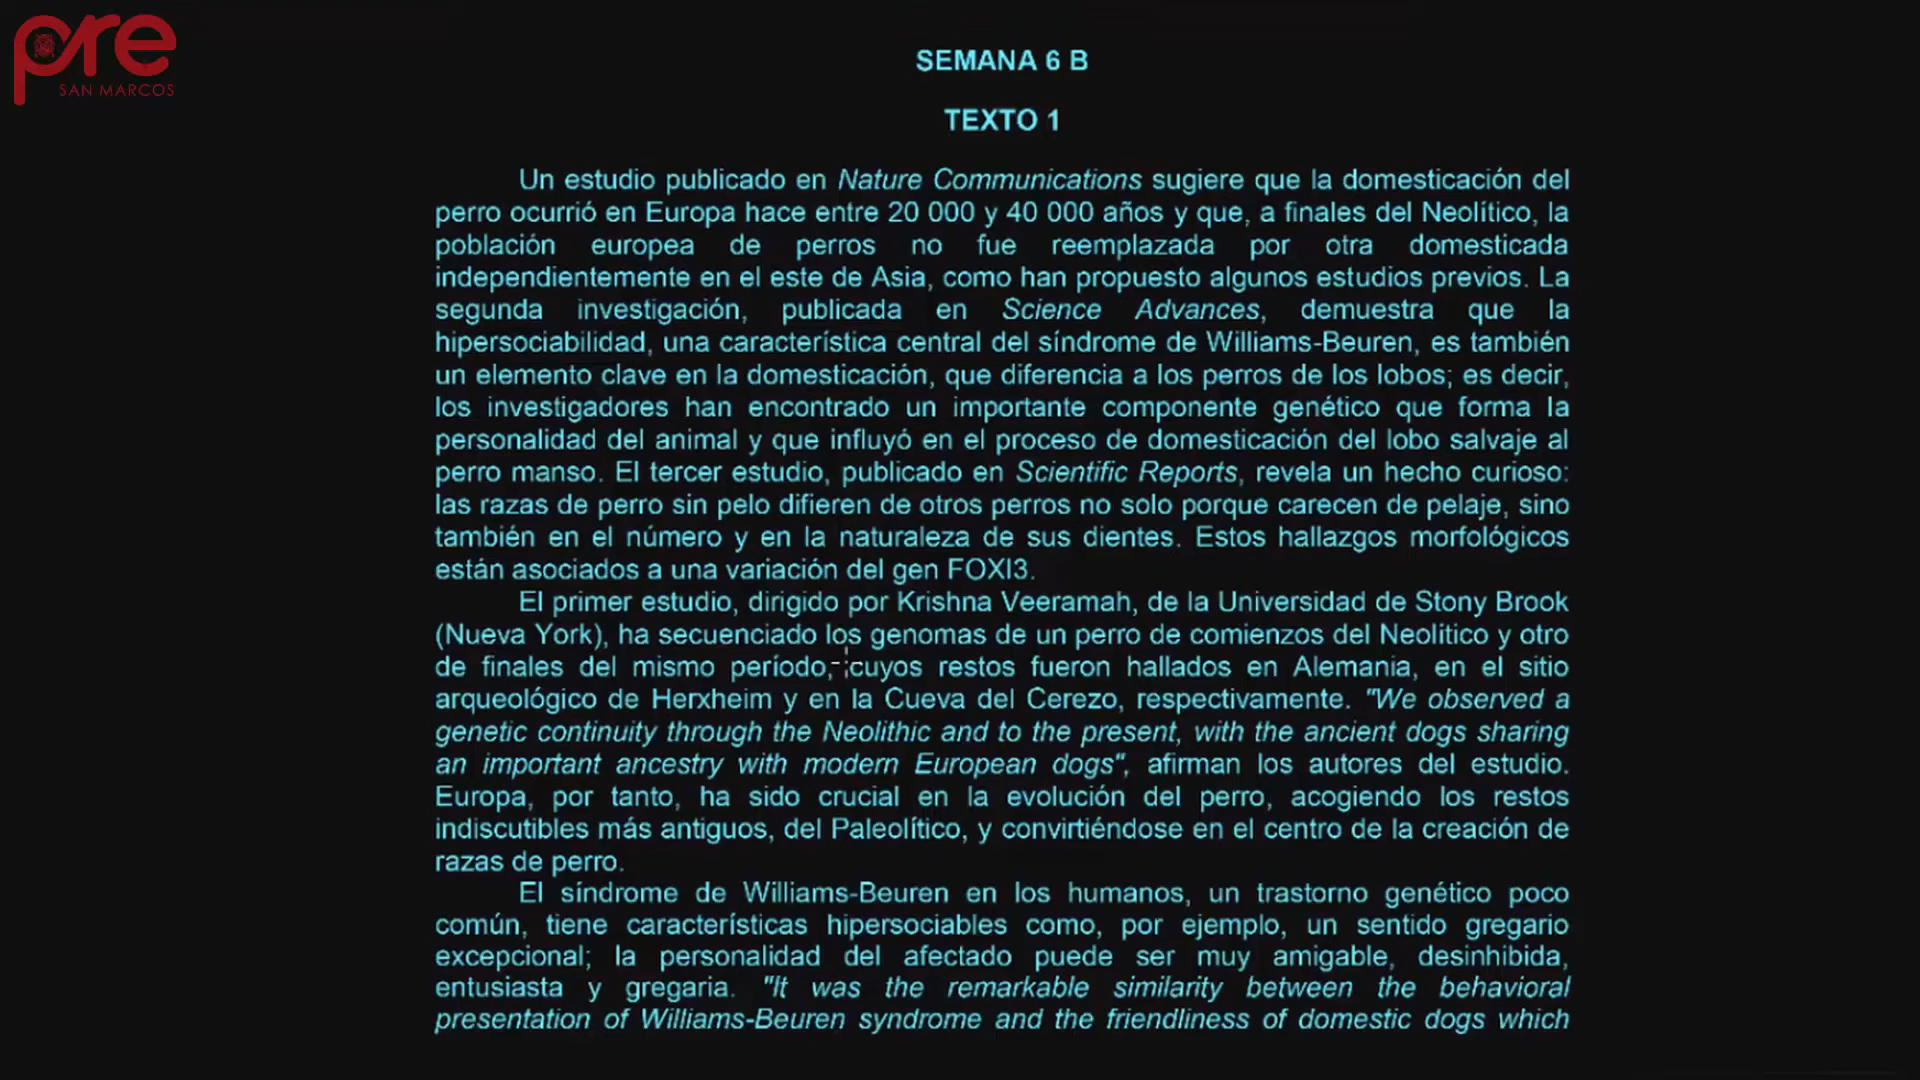 pre
SAN MARCOS
SEMANA 6 B
TEXTO 1
Un estudio publicado en Nature Communications sugiere que la domesticación del
perro ocurrió en Europa hace entre 20 000 y 40 000 años y que, a finales del Neolítico, la
población europea de perros no fue reemplazada por otra domesticada
independientemente en el este de Asia, como han propuesto algunos estudios previos. La
segunda investigación, publicada en Science Advances, demuestra que la
hipersociabilidad, una característica central del síndrome de Williams-Beuren, es también
un elemento clave en la domesticación, que diferencia a los perros de los lobos; es decir,
los investigadores han encontrado un importante componente genético que forma la
personalidad del animal y que influyó en el proceso de domesticación del lobo salvaje al
perro manso. El tercer estudio, publicado en Scientific Reports, revela un hecho curioso:
las razas de perro sin pelo difieren de otros perros no solo porque carecen de pelaje, sino
también en el número y en la naturaleza de sus dientes. Estos hallazgos morfológicos
están asociados a una variación del gen FOXI3.
El primer estudio, dirigido por Krishna Veeramah, de la Universidad de Stony Brook
(Nueva York), ha secuenciado los genomas de un perro de comienzos del Neolítico y otro
de finales del mismo período, cuyos restos fueron hallados en Alemania, en el sitio
arqueológico de Herxheim y en la Cueva del Cerezo, respectivamente. "We observed a
genetic continuity through the Neolithic and to the present, with the ancient dogs sharing
an important ancestry with modern European dogs", afirman los autores del estudio.
Europa, por tanto, ha sido crucial en la evolución del perro, acogiendo los restos
indiscutibles más antiguos, del Paleolítico, y convirtiéndose en el centro de la creación de
razas de perro.
El síndrome de Williams-Beuren en los humanos, un trastorno genético poco
común, tiene características hipersociables como, por ejemplo, un sentido gregario
excepcional; la personalidad del afectado puede ser muy amigable, desinhibida,
entusiasta y gregaria. "It was the remarkable similarity between the behavioral
presentation of Williams-Beuren syndrome and the friendliness of domestic dogs which